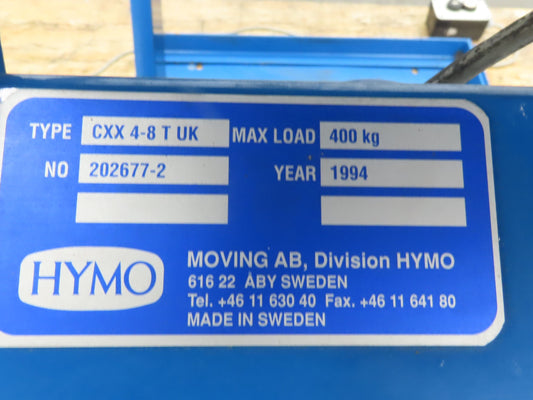 TYPE CXX 4-8 T UK MAX LOAD 400 kg
NO 202677-2 YEAR 1994
HYMO
MOVING AB, Division HYMO
616 22 ÅBY SWEDEN
Tel. +46 11 630 40 Fax. +46 11 641 80
MADE IN SWEDEN